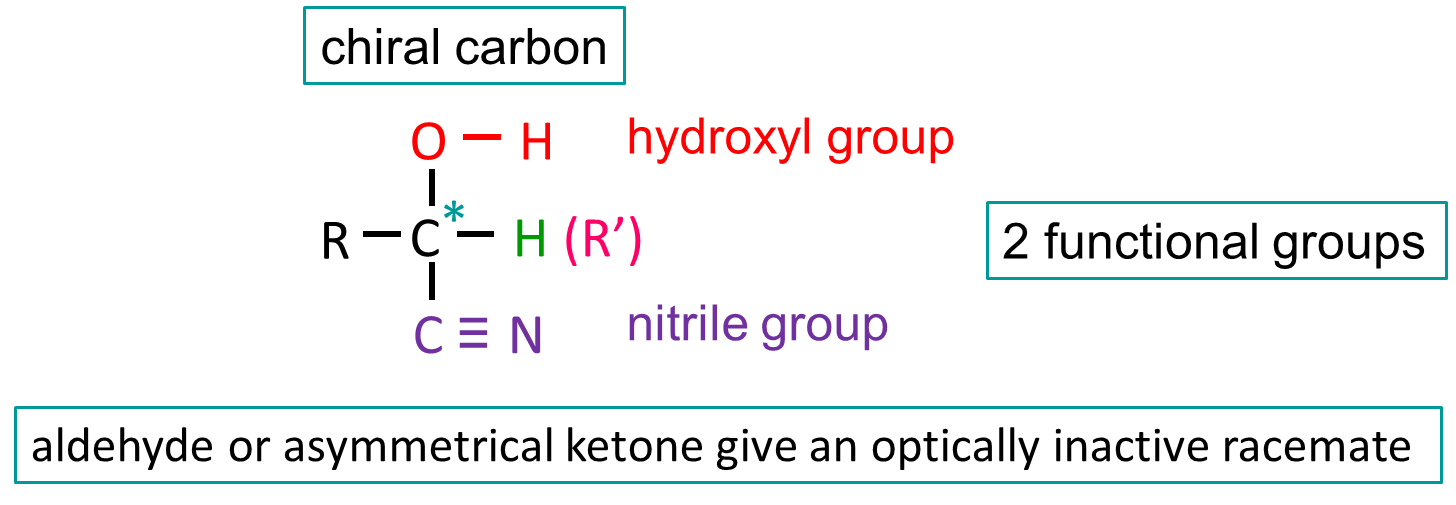 chiral carbon
O — H hydroxyl group
R — C * — H (R’)
2 functional groups
C ≡ N nitrile group
aldehyde or asymmetrical ketone give an optically inactive racemate